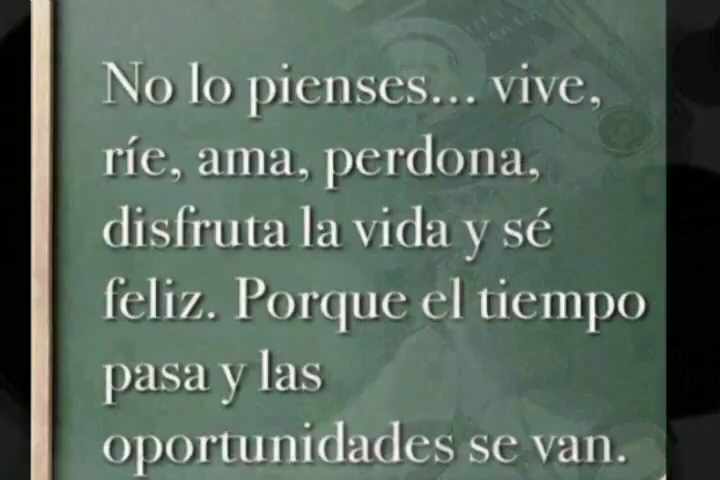 No lo pienses... vive,
ríe, ama, perdona,
disfruta la vida y sé
feliz. Porque el tiempo
pasa y las
oportunidades se van.